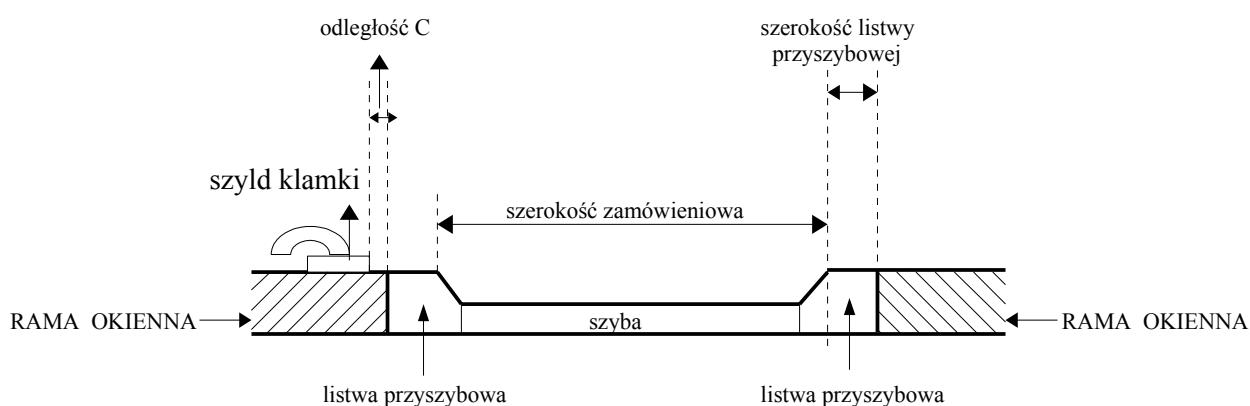 odległość C
szerokość listwy
przyszybowej
szyld klamki
szerokość zamówieniowa
RAMA OKIENNA
szyba
RAMA OKIENNA
listwa przyszybowa
listwa przyszybowa